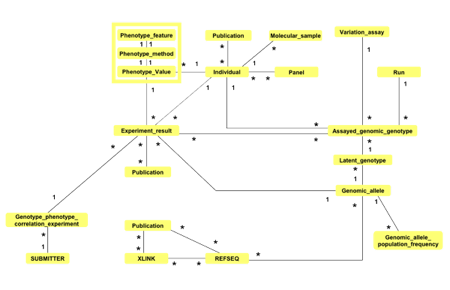 Phenotype_feature
Publication
Molecular_sample
Variation_assay
1 1
* *
*
1
Phenotype_method
1 1
1
Phenotype_Value
* 1
Individual
* *
Panel
Run
1
1
1
1
*
* *
* *
Experiment_result
*
*
Assayed_genomic_genotype
* * *
*
* 1
Latent_genotype
Publication
* 1
Genomic_allele
1
1
1
1
*
*
Genotype_phenotype_
correlation_experiment
Publication
*
*
Genomic_allele_
population_frequency
*
1
*
*
*
SUBMITTER
XLINK
* *
REFSEQ
*